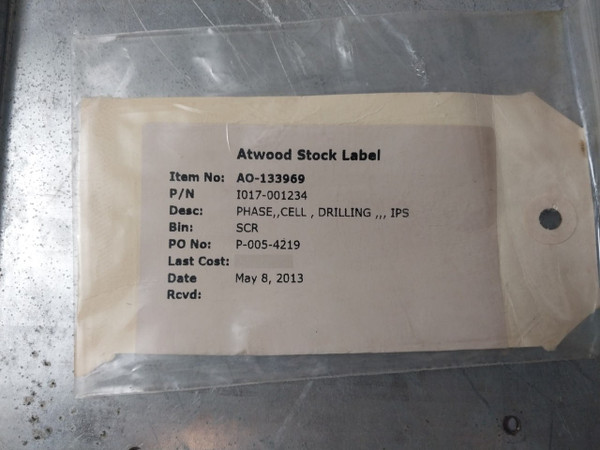 Atwood Stock Label
Item No: AO-133969
P/N I017-001234
Desc: PHASE,,CELL , DRILLING ,,, IPS
Bin: SCR
PO No: P-005-4219
Last Cost:
Date May 8, 2013
Rcvd: